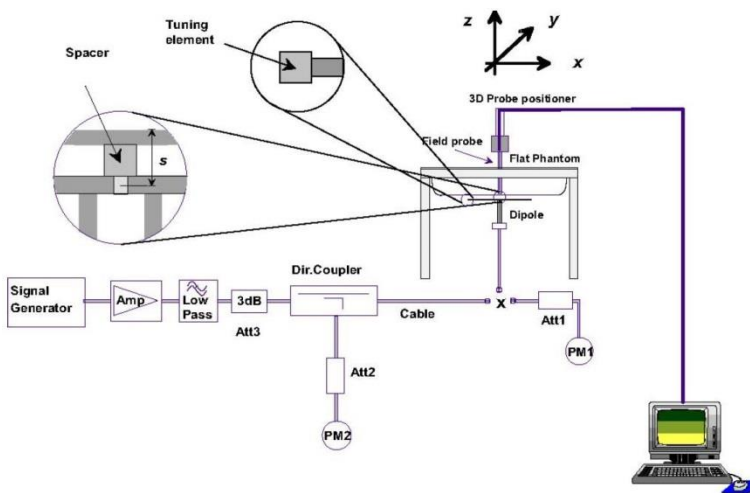 Tuning
element
Spacer
s
z
y
x
3D Probe positioner
Field probe
Flat Phantom
Dipole
Signal
Generator
Amp
Low
Pass
3dB
Att3
Dir.Coupler
Cable
x
Att1
PM1
Att2
PM2